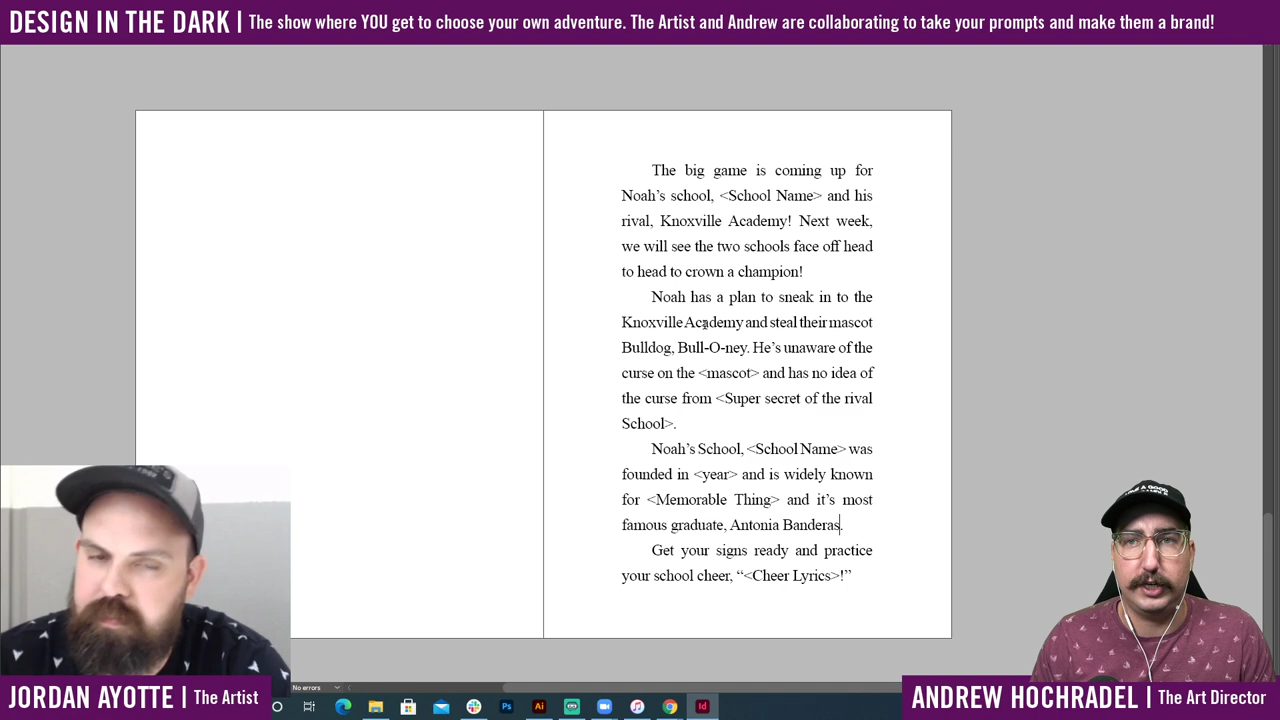 DESIGN IN THE DARK | The show where YOU get to choose your own adventure. The Artist and Andrew are collaborating to take your prompts and make them a brand!
The big game is coming up for
Noah’s school, <School Name> and his
rival, Knoxville Academy! Next week,
we will see the two schools face off head
to head to crown a champion!
Noah has a plan to sneak in to the
Knoxville Academy and steal their mascot
Bulldog, Bull-O-ney. He’s unaware of the
curse on the <mascot> and has no idea of
the curse from <Super secret of the rival
School>.
Noah’s School, <School Name> was
founded in <year> and is widely known
for <Memorable Thing> and it’s most
famous graduate, Antonia Banderas.
Get your signs ready and practice
your school cheer, “<Cheer Lyrics>!”
No errors
Ps
Ai
Id
JORDAN AYOTTE | The Artist
ANDREW HOCHRADEL | The Art Director